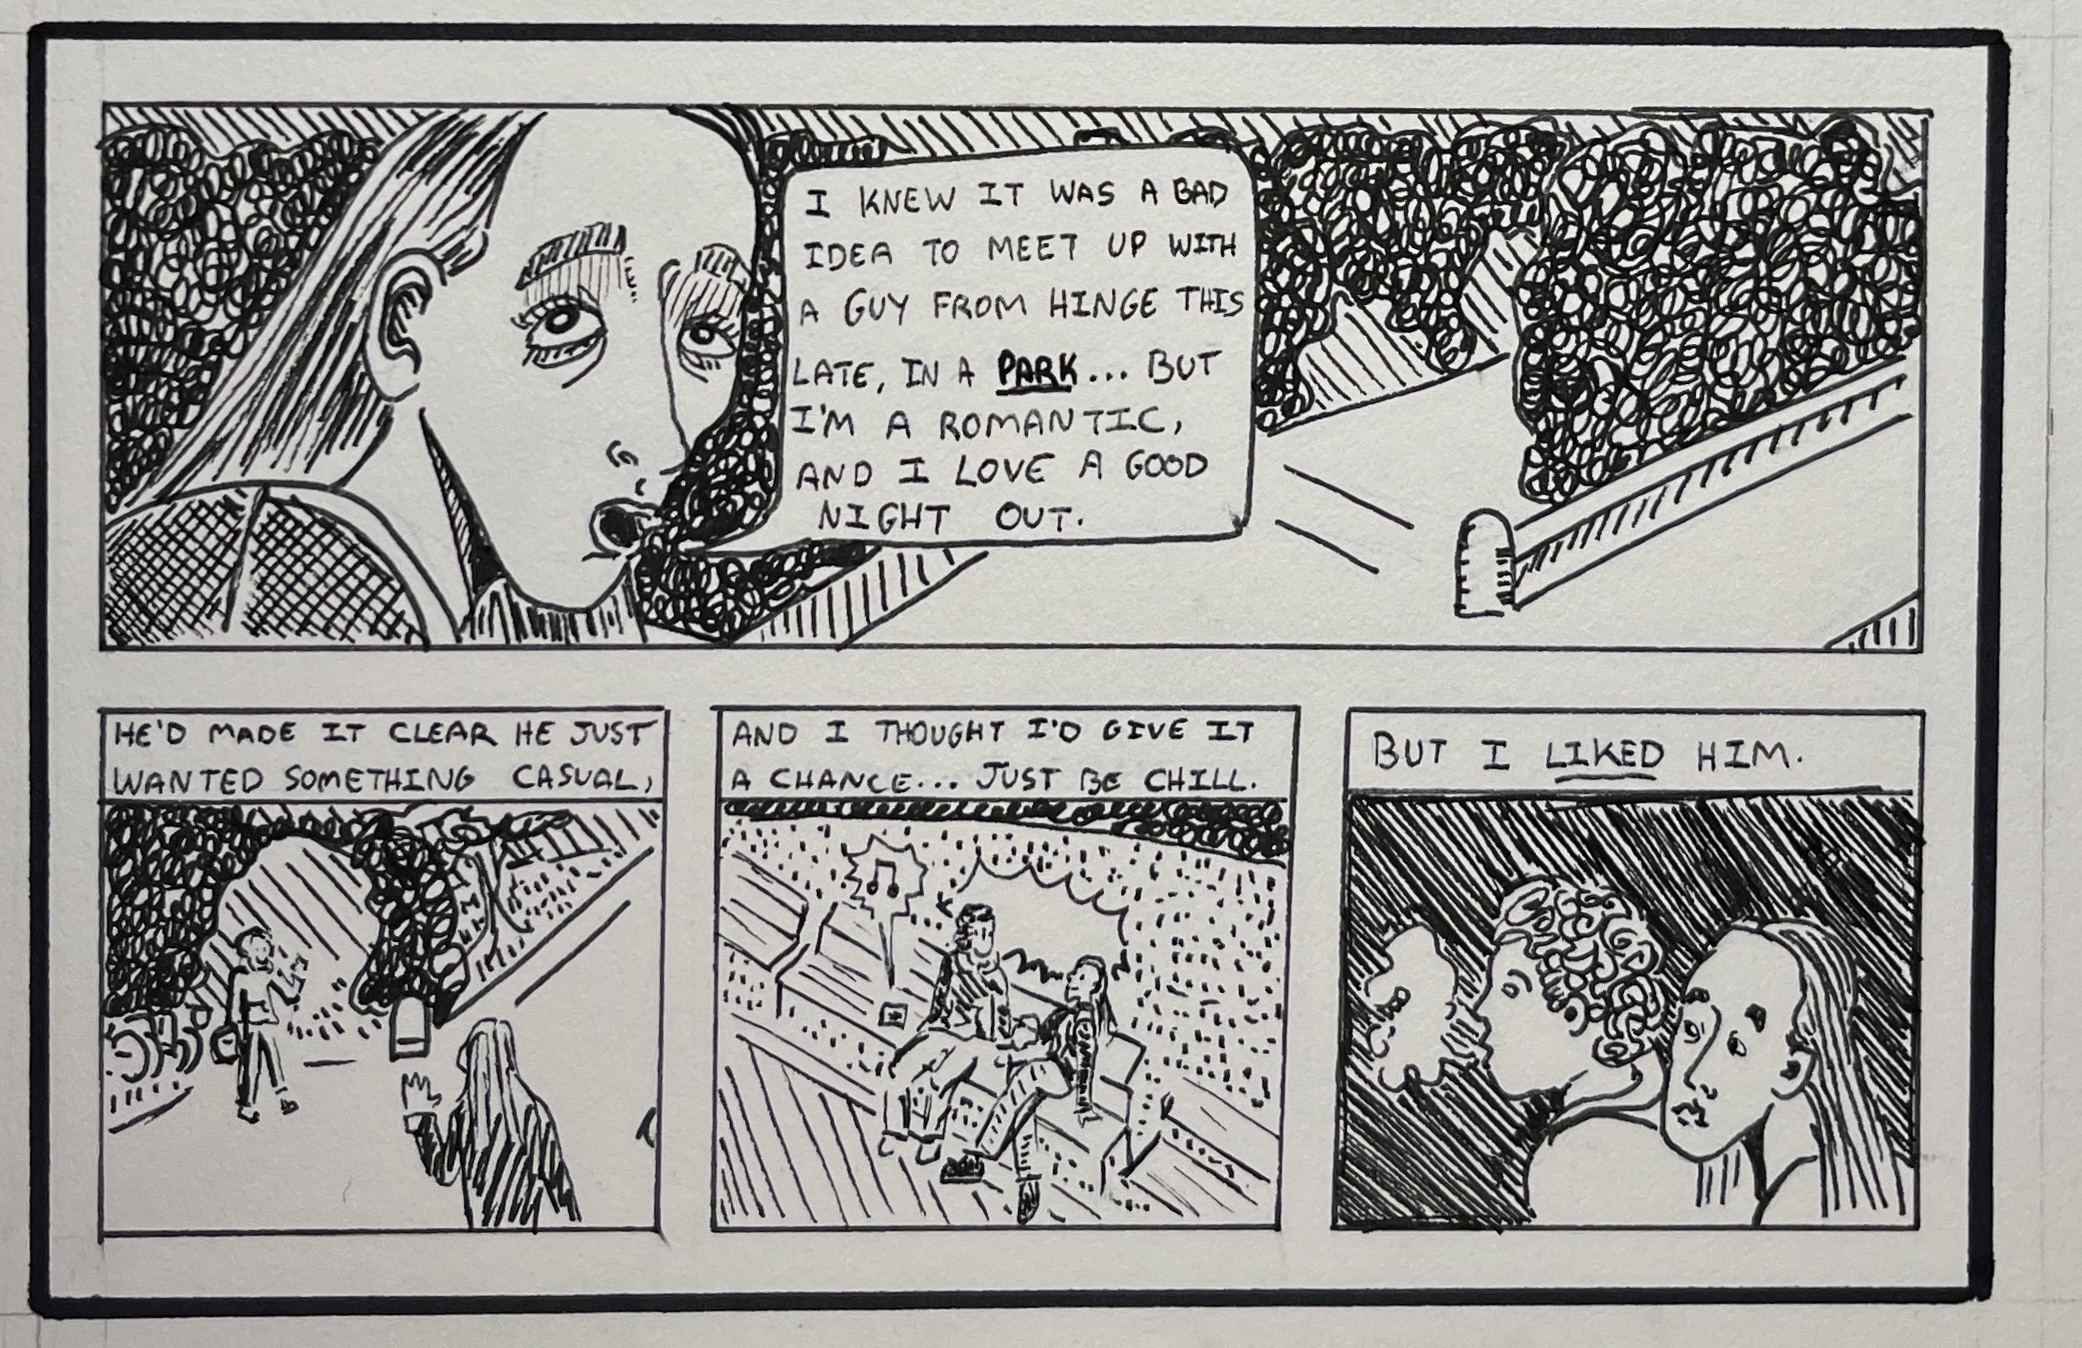 I KNEW IT WAS A BAD
IDEA TO MEET UP WITH
A GUY FROM HINGE THIS
LATE, IN A PARK... BUT
I'M A ROMANTIC,
AND I LOVE A GOOD
NIGHT OUT.
HE'D MADE IT CLEAR HE JUST
WANTED SOMETHING CASUAL,
AND I THOUGHT I'D GIVE IT
A CHANCE... JUST BE CHILL.
BUT I LIKED HIM.